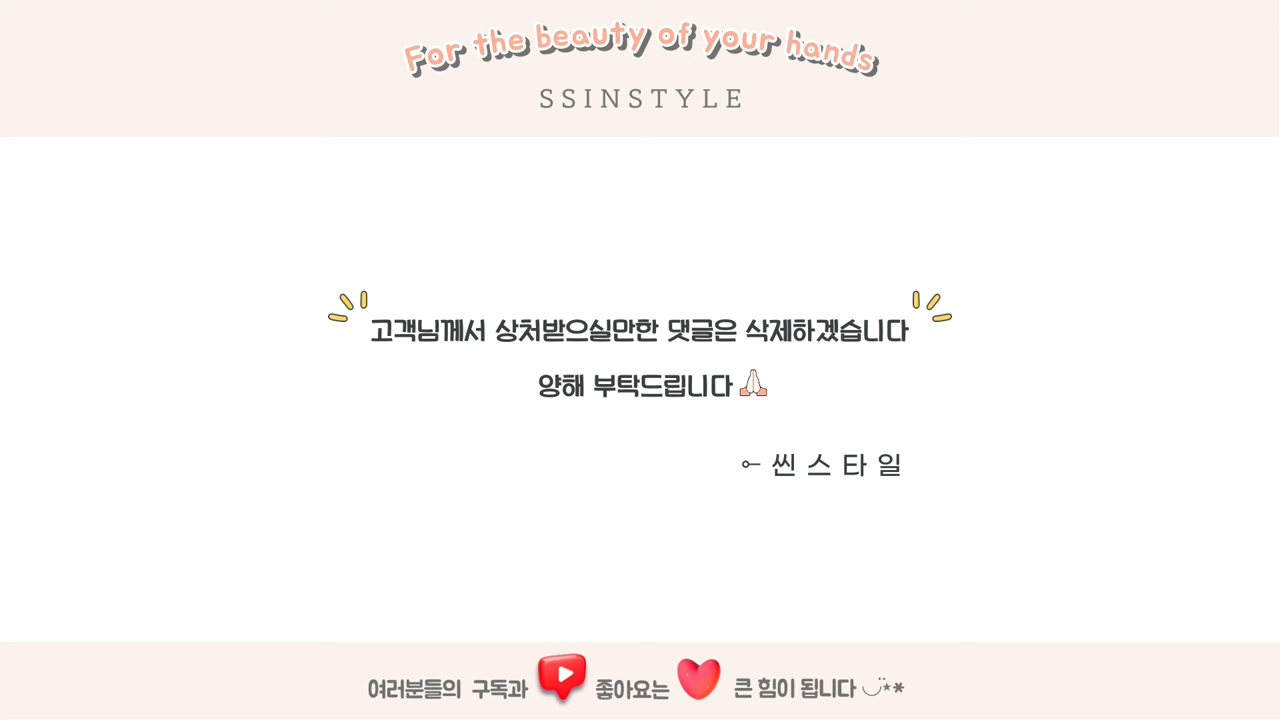 For the beauty of your hands
SSINSTYLE
고객님께서 상처받으실만한 댓글은 삭제하겠습니다
양해 부탁드립니다
씬스타일
여러분들의 구독과 좋아요는 큰 힘이 됩니다